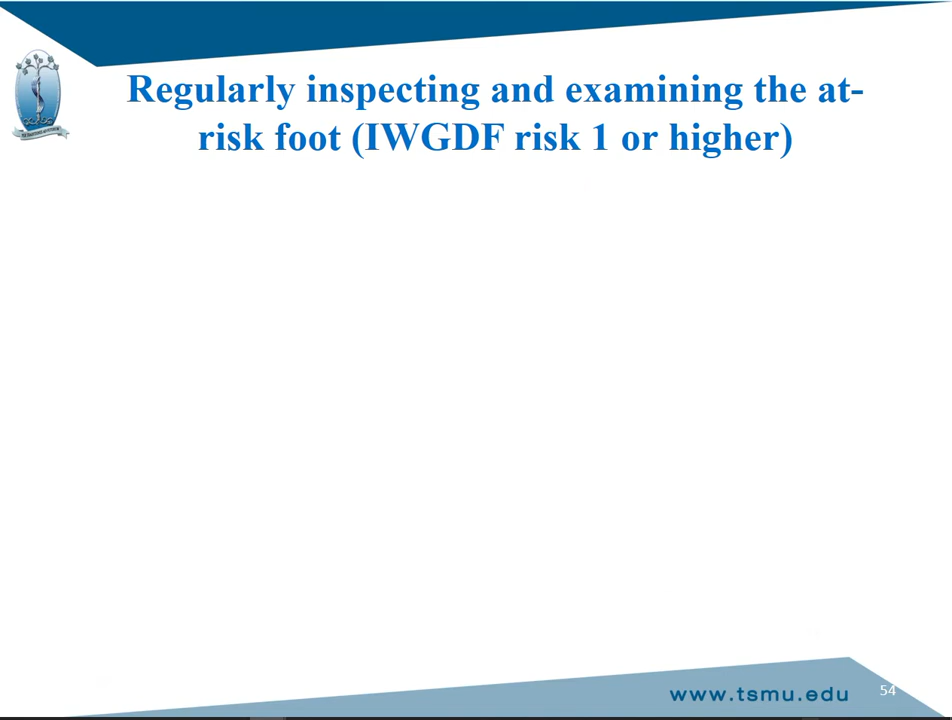 Regularly inspecting and examining the at-
risk foot (IWGDF risk 1 or higher)
www.tsmu.edu
54